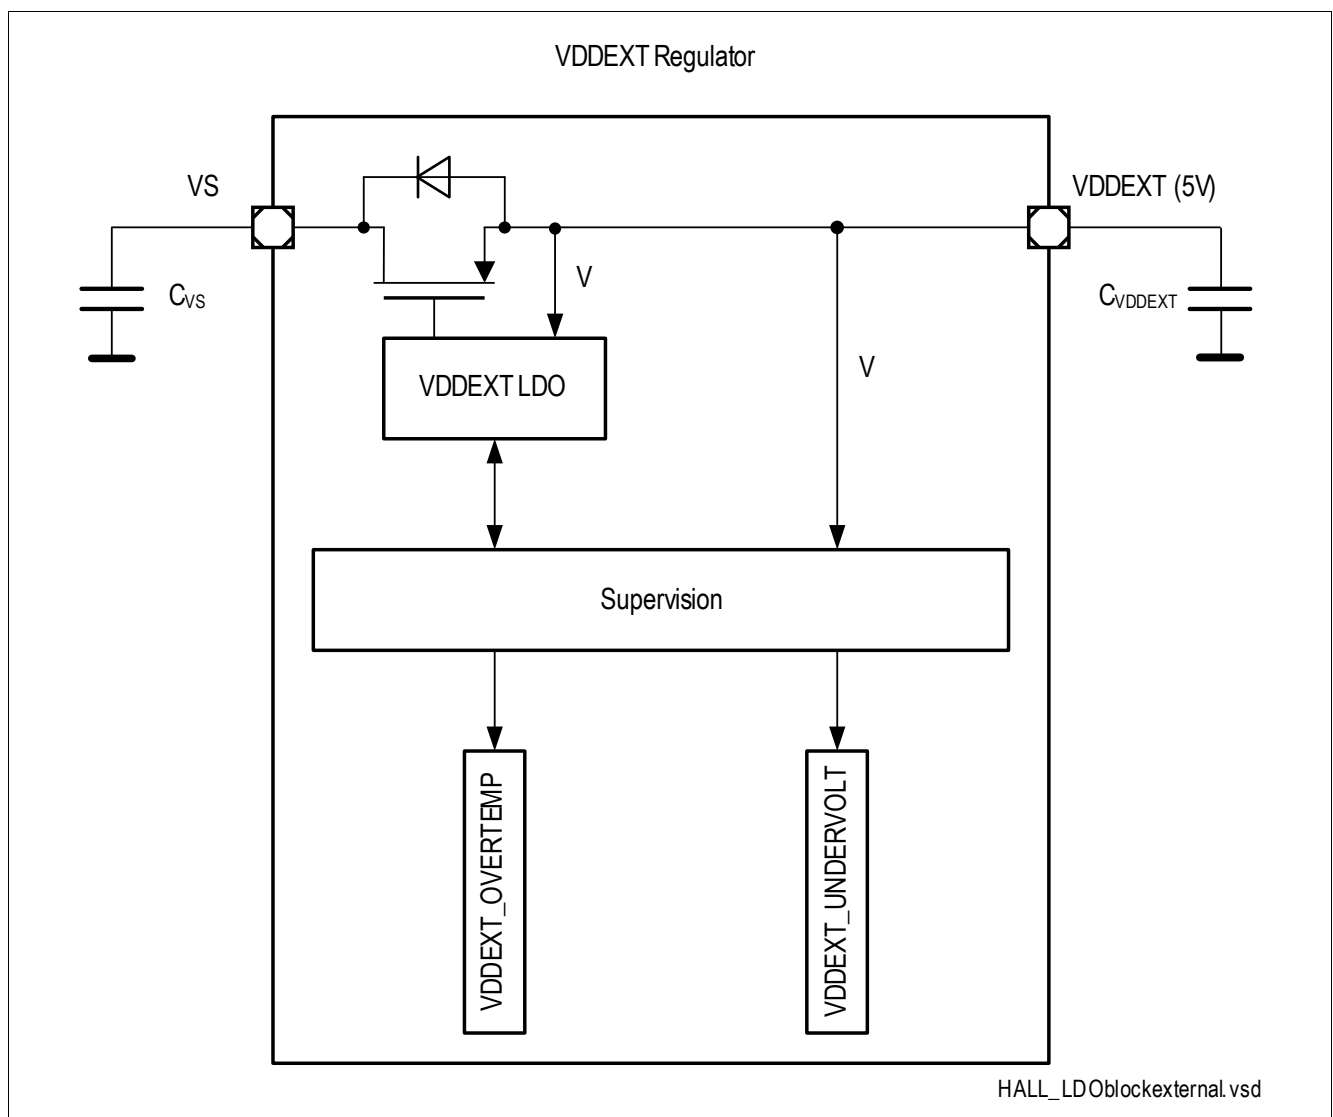 VDDEXT Regulator
VS
VDDEXT (5V)
V
CVS
CVDDEXT
VDDEXT LDO
V
Supervision
VDDEXT_OVERTEMP
VDDEXT_UNDERVOLT
HALL_LDOblockexternal.vsd